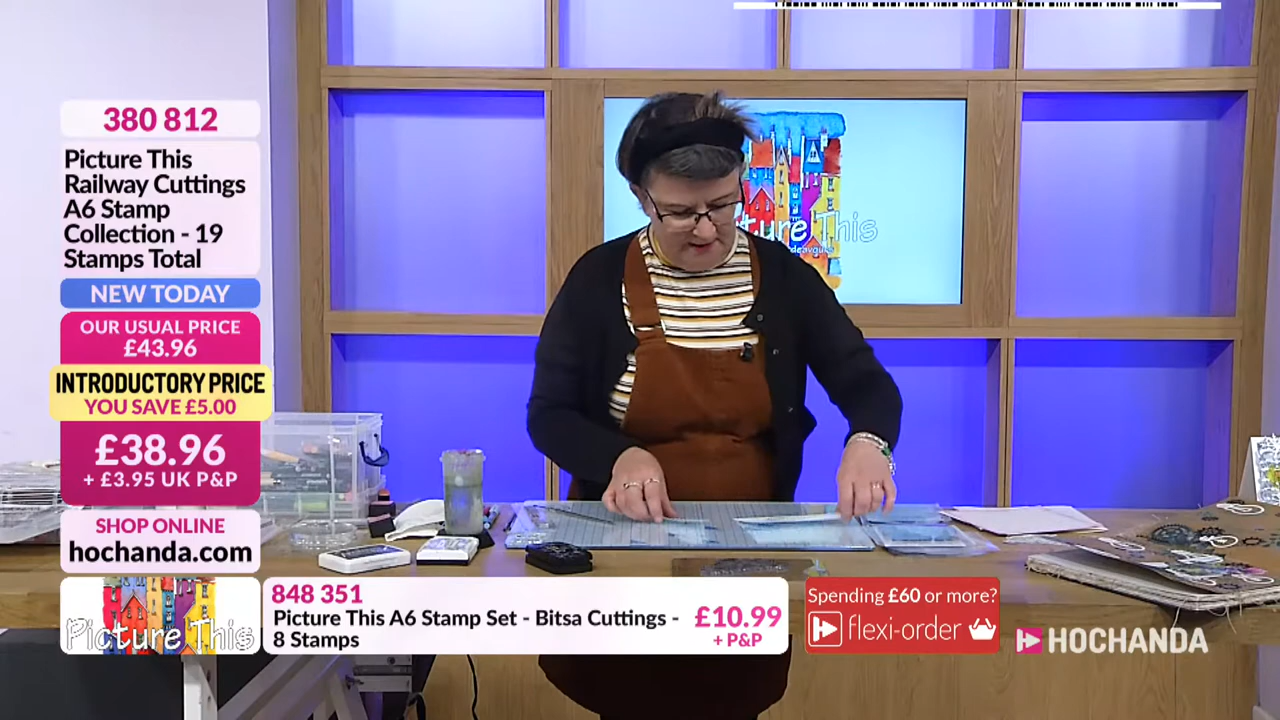 380 812
Picture This
Railway Cuttings
A6 Stamp
Collection - 19
Stamps Total
NEW TODAY
OUR USUAL PRICE
£43.96
INTRODUCTORY PRICE
YOU SAVE £5.00
£38.96
+ £3.95 UK P&P
SHOP ONLINE
hochanda.com
Picture This
848 351
Picture This A6 Stamp Set - Bitsa Cuttings -
8 Stamps
£10.99
+ P&P
Spending £60 or more?
flexi-order
HOCHANDA
cture This